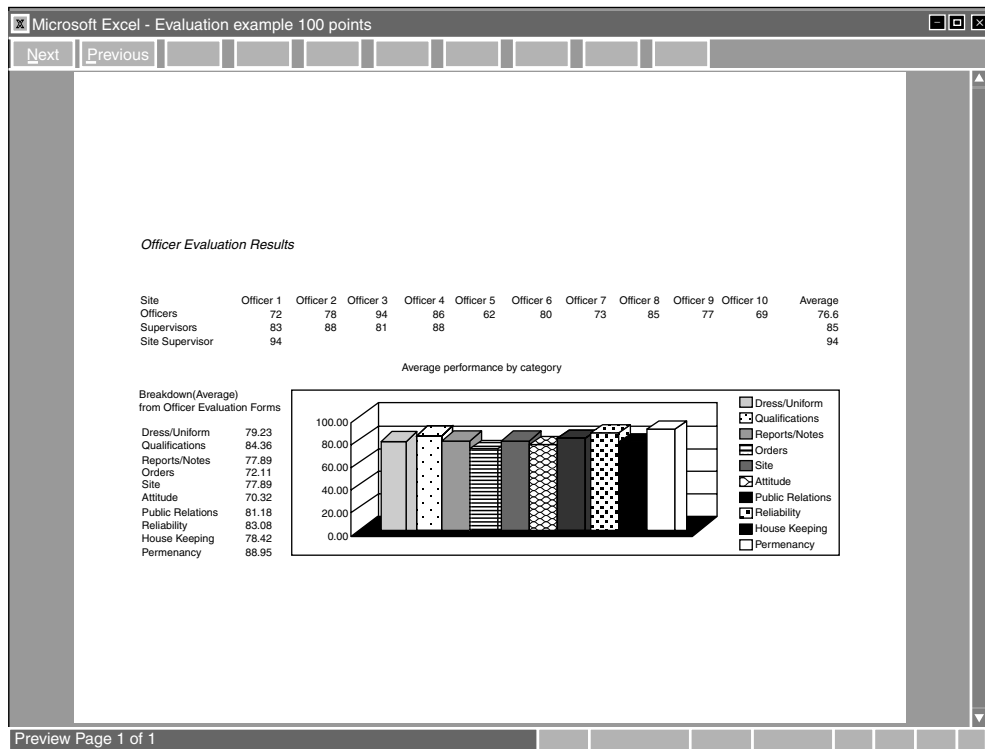 Microsoft Excel - Evaluation example 100 points
Next Previous
Officer Evaluation Results
Site Officer 1 Officer 2 Officer 3 Officer 4 Officer 5 Officer 6 Officer 7 Officer 8 Officer 9 Officer 10 Average
Officers 72 78 94 86 62 80 73 85 77 69 76.6
Supervisors 83 88 81 88 85
Site Supervisor 94 94
Average performance by category
Breakdown(Average)
from Officer Evaluation Forms
Dress/Uniform 79.23
Qualifications 84.36
Reports/Notes 77.89
Orders 72.11
Site 77.89
Attitude 70.32
Public Relations 81.18
Reliability 83.08
House Keeping 78.42
Permenancy 88.95
100.00
80.00
60.00
40.00
20.00
0.00
Dress/Uniform
Qualifications
Reports/Notes
Orders
Site
Attitude
Public Relations
Reliability
House Keeping
Permenancy
Preview Page 1 of 1